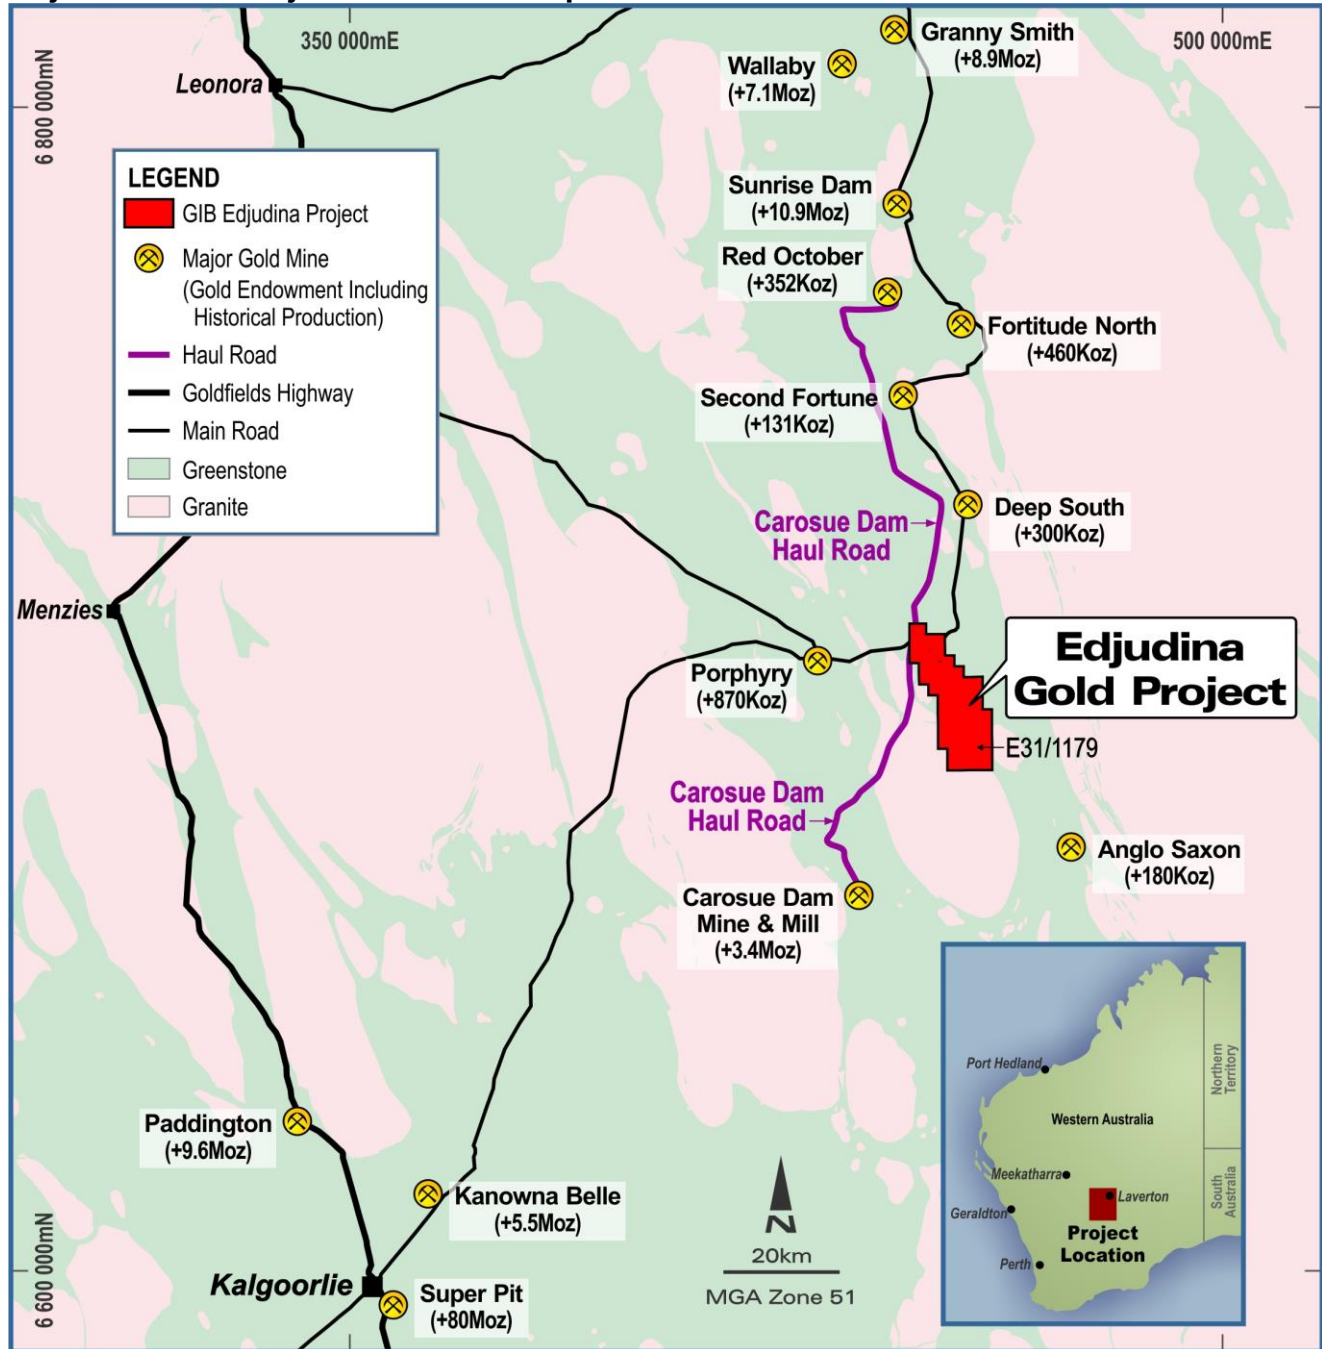 350 000mE
500 000mE
6 800 000mN
6 600 000mN
Granny Smith
(+8.9Moz)
Wallaby
(+7.1Moz)
Leonora
LEGEND
GIB Edjudina Project
Major Gold Mine
(Gold Endowment Including
Historical Production)
Haul Road
Goldfields Highway
Main Road
Greenstone
Granite
Sunrise Dam
(+10.9Moz)
Red October
(+352Koz)
Fortitude North
(+460Koz)
Second Fortune
(+131Koz)
Deep South
(+300Koz)
Carosue Dam
Haul Road
Menzies
Edjudina
Gold Project
Porphyry
(+870Koz)
E31/1179
Carosue Dam
Haul Road
Anglo Saxon
(+180Koz)
Carosue Dam
Mine & Mill
(+3.4Moz)
Paddington
(+9.6Moz)
Kanowna Belle
(+5.5Moz)
Kalgoorlie
Super Pit
(+80Moz)
N
20km
MGA Zone 51
Port Hedland
Northern
Territory
Western Australia
Meekatharra
Laverton
Geraldton
South
Australia
Project
Location
Perth